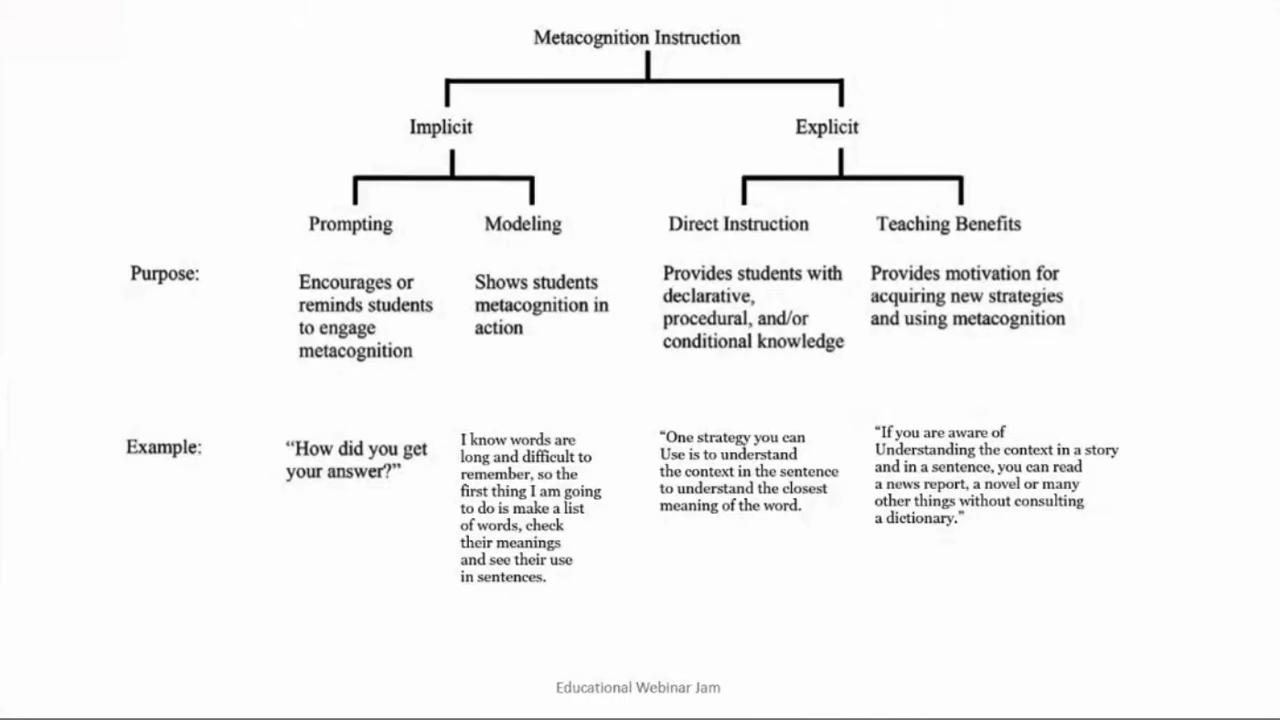 Metacognition Instruction
Implicit
Explicit
Prompting
Modeling
Direct Instruction
Teaching Benefits
Purpose:
Encourages or
reminds students
to engage
metacognition
Shows students
metacognition in
action
Provides students with
declarative,
procedural, and/or
conditional knowledge
Provides motivation for
acquiring new strategies
and using metacognition
Example:
“How did you get
your answer?”
I know words are
long and difficult to
remember, so the
first thing I am going
to do is make a list
of words, check
their meanings
and see their use
in sentences.
“One strategy you can
Use is to understand
the context in the sentence
to understand the closest
meaning of the word.
“If you are aware of
Understanding the context in a story
and in a sentence, you can read
a news report, a novel or many
other things without consulting
a dictionary.”
Educational Webinar Jam